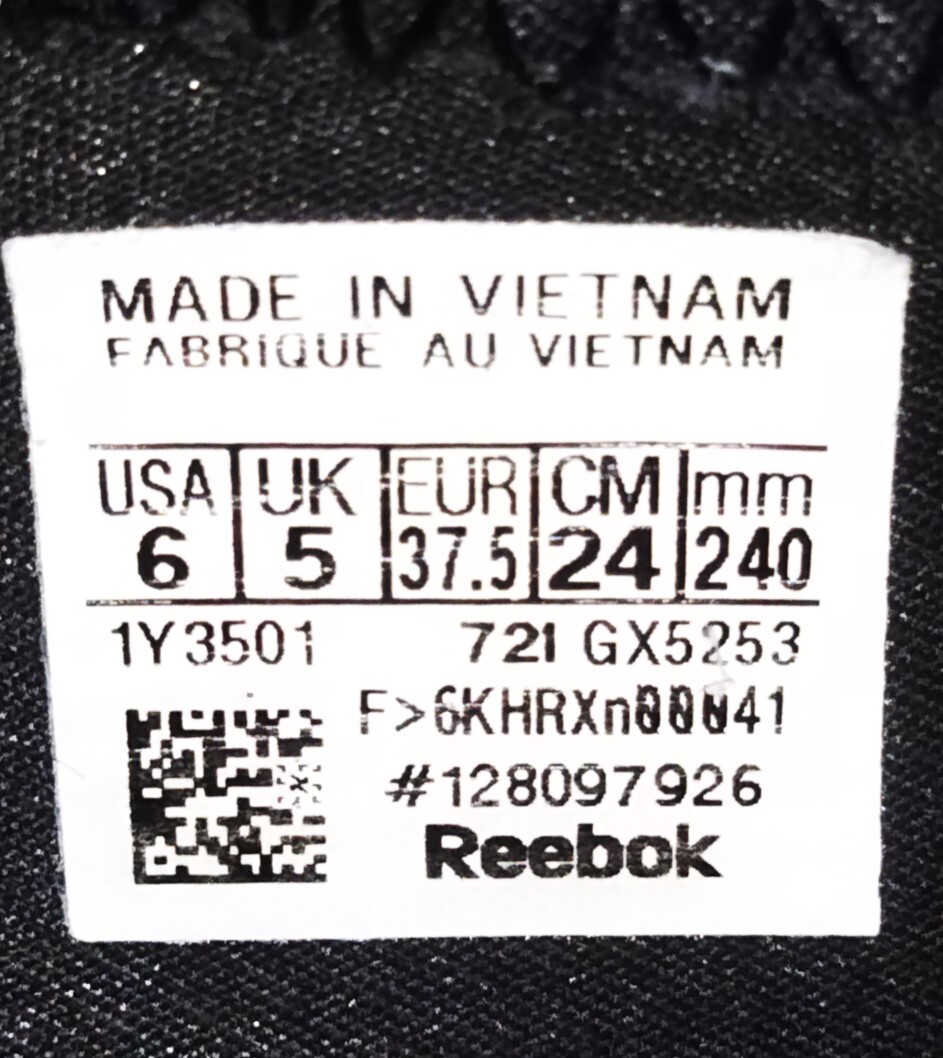 MADE IN VIETNAM
FABRIQUE AU VIETNAM
USA UK EUR CM mm
6 5 37.5 24 240
1Y3501 721 GX5253
#128097926
Reebok